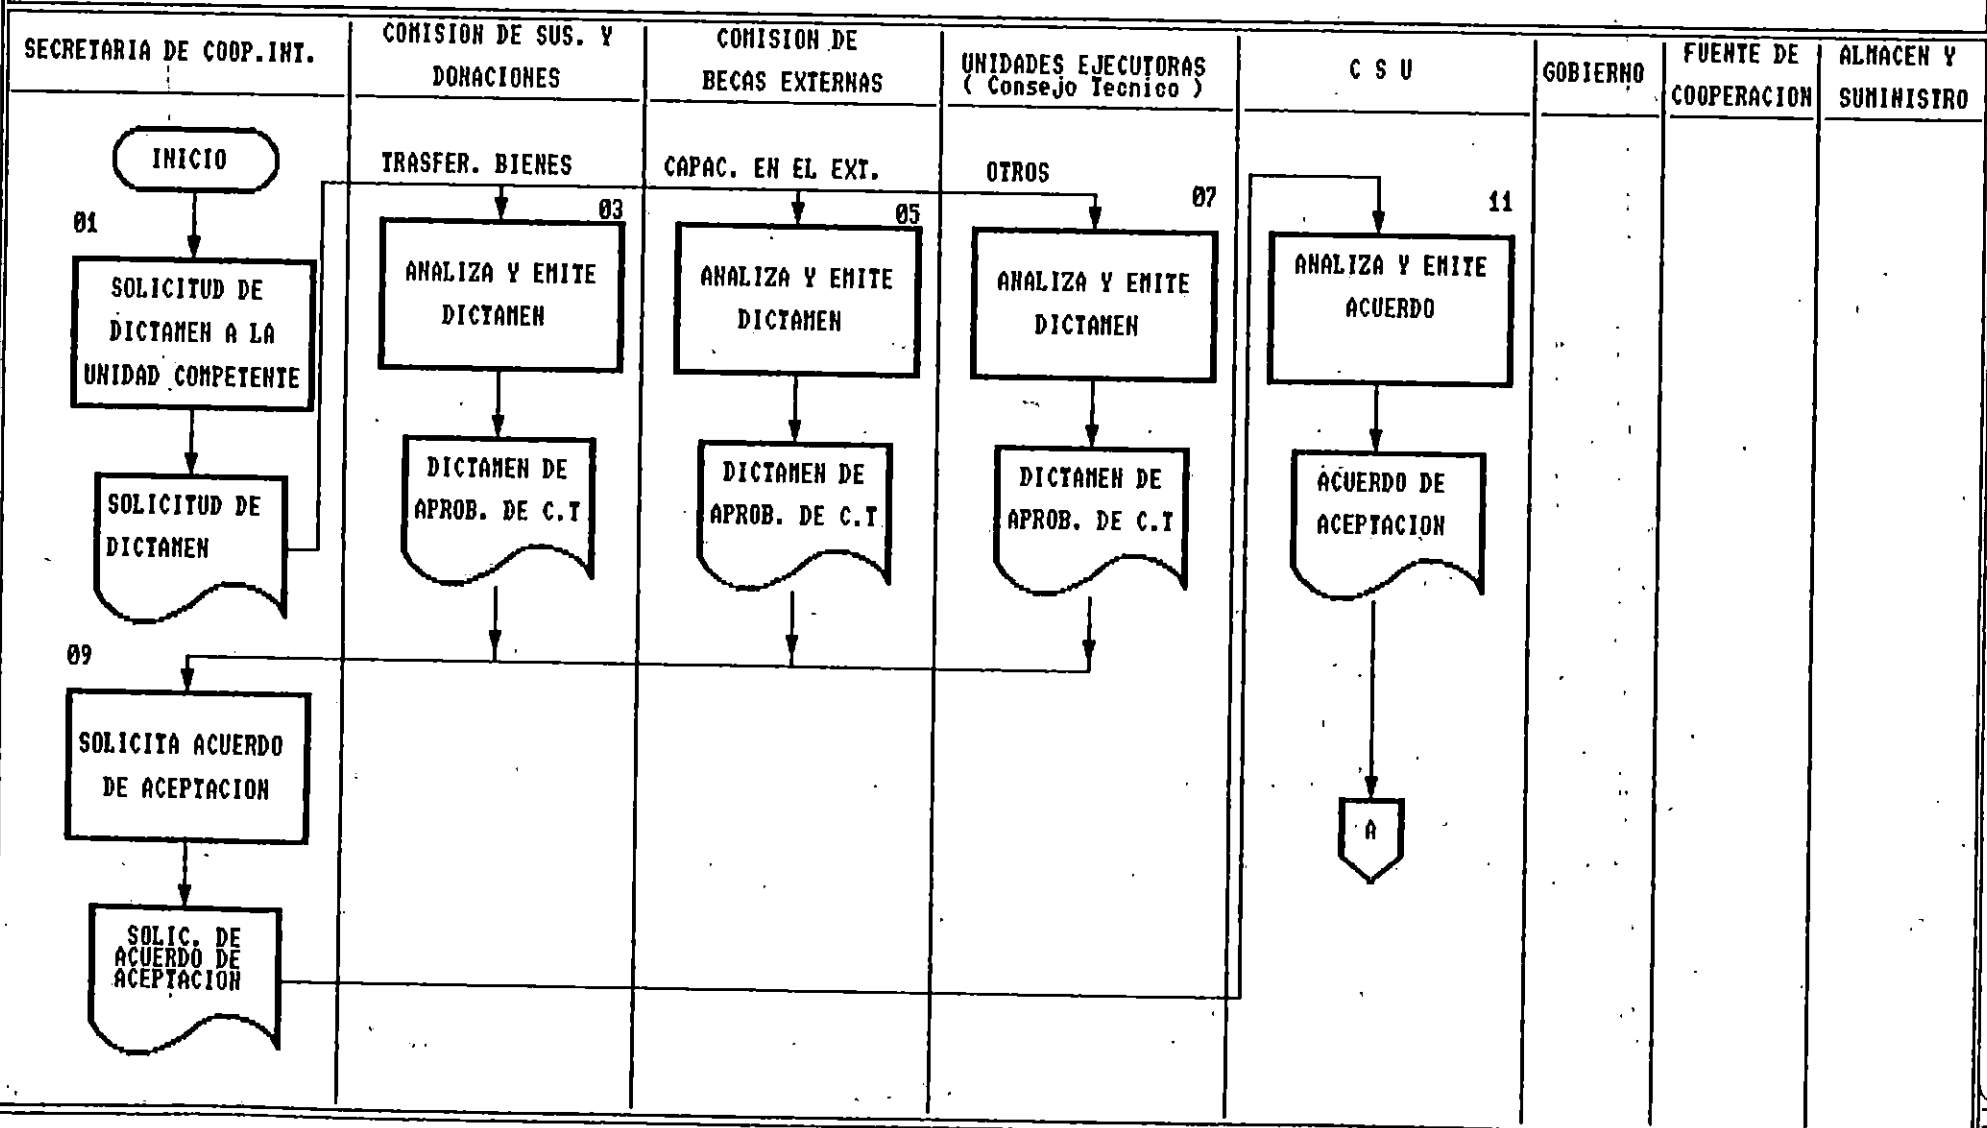 SECRETARIA DE COOP.INT.
COMISION DE SUS. Y
DONACIONES
COMISION DE
BECAS EXTERNAS
UNIDADES EJECUTORAS
( Consejo Tecnico )
C S U
GOBIERNO
FUENTE DE
COOPERACION
ALMACEN Y
SUMINISTRO
INICIO
TRASFER. BIENES
CAPAC. EN EL EXT.
OTROS
01
SOLICITUD DE
DICTAMEN A LA
UNIDAD COMPETENTE
03
ANALIZA Y EMITE
DICTAMEN
05
ANALIZA Y EMITE
DICTAMEN
07
ANALIZA Y EMITE
DICTAMEN
11
ANALIZA Y EMITE
ACUERDO
SOLICITUD DE
DICTAMEN
DICTAMEN DE
APROB. DE C.T
DICTAMEN DE
APROB. DE C.T
DICTAMEN DE
APROB. DE C.T
ACUERDO DE
ACEPTACION
09
SOLICITA ACUERDO
DE ACEPTACION
A
SOLIC. DE
ACUERDO DE
ACEPTACION